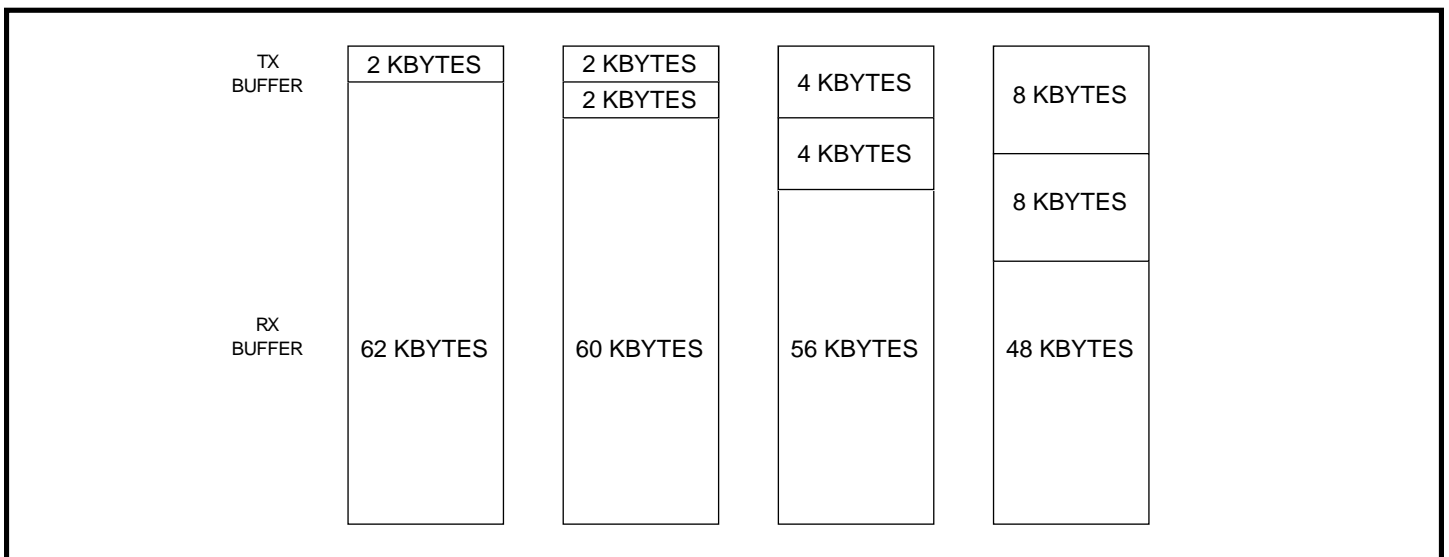 TX
BUFFER
2 KBYTES
2 KBYTES
2 KBYTES
4 KBYTES
4 KBYTES
8 KBYTES
8 KBYTES
RX
BUFFER
62 KBYTES
60 KBYTES
56 KBYTES
48 KBYTES